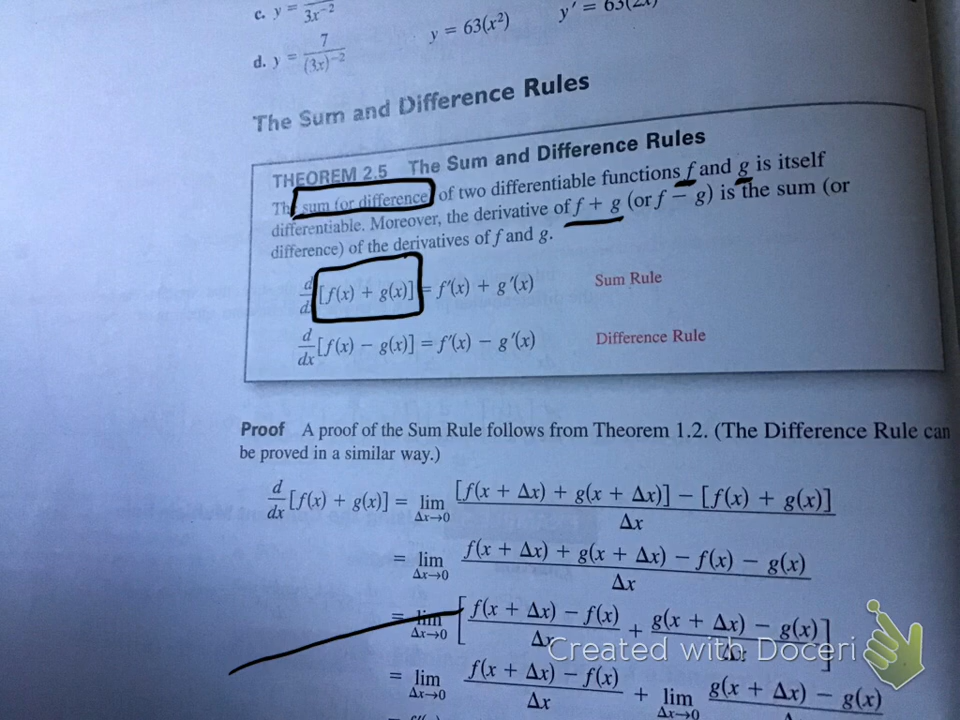 c. y = 3x⁻²
d. y = 7/(3x)⁻² y = 63(x²) y' = 63(2x)
The Sum and Difference Rules
THEOREM 2.5 The Sum and Difference Rules
The sum (or difference) of two differentiable functions f and g is itself
differentiable. Moreover, the derivative of f + g (or f − g) is the sum (or
difference) of the derivatives of f and g.
d/dx [f(x) + g(x)] = f'(x) + g'(x) Sum Rule
d/dx [f(x) − g(x)] = f'(x) − g'(x) Difference Rule
Proof A proof of the Sum Rule follows from Theorem 1.2. (The Difference Rule can
be proved in a similar way.)
d/dx [f(x) + g(x)] = lim Δx→0 [f(x + Δx) + g(x + Δx)] − [f(x) + g(x)] / Δx
= lim Δx→0 f(x + Δx) + g(x + Δx) − f(x) − g(x) / Δx
= lim Δx→0 [f(x + Δx) − f(x) / Δx + g(x + Δx) − g(x) / Δx]
= lim Δx→0 f(x + Δx) − f(x) / Δx + lim Δx→0 g(x + Δx) − g(x)
Created with Doceri